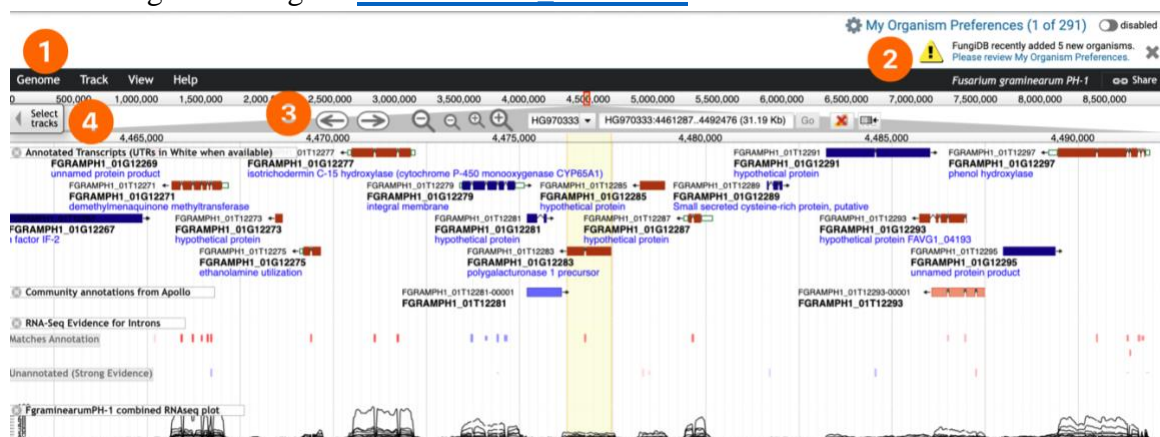 My Organism Preferences (1 of 291) disabled
1
2
FungiDB recently added 5 new organisms.
Please review My Organism Preferences.
Genome Track View Help
Fusarium graminearum PH-1 Share
0 500,000 1,000,000 1,500,000 2,500,000 3,000,000 3,500,000 4,000,000 4,500,000 5,000,000 5,500,000 6,000,000 6,500,000 7,000,000 7,500,000 8,000,000 8,500,000
Select tracks
4
3
HG970333 HG970333:4461287..4492476 (31.19 Kb) Go
4,465,000 4,470,000 4,475,000 4,480,000 4,485,000 4,490,000
Annotated Transcripts (UTRs in White when available)
01T12277
FGRAMPH1_01T12291
FGRAMPH1_01T12297
FGRAMPH1_01G12269
FGRAMPH1_01G12277
FGRAMPH1_01G12291
FGRAMPH1_01G12297
unnamed protein product
isotrichodermin C-15 hydroxylase (cytochrome P-450 monooxygenase CYP65A1)
hypothetical protein
phenol hydroxylase
FGRAMPH1_01T12271
FGRAMPH1_01T12279
FGRAMPH1_01T12285
FGRAMPH1_01T12289
FGRAMPH1_01G12271
FGRAMPH1_01G12279
FGRAMPH1_01G12285
FGRAMPH1_01G12289
demethylmenaquinone methyltransferase
integral membrane
hypothetical protein
Small secreted cysteine-rich protein, putative
FGRAMPH1_01T12273
FGRAMPH1_01T12281
FGRAMPH1_01T12287
FGRAMPH1_01T12293
FGRAMPH1_01G12267
FGRAMPH1_01G12273
FGRAMPH1_01G12281
FGRAMPH1_01G12287
FGRAMPH1_01G12293
factor IF-2
hypothetical protein
hypothetical protein
hypothetical protein
hypothetical protein FAVG1_04193
FGRAMPH1_01T12275
FGRAMPH1_01T12283
FGRAMPH1_01T12295
FGRAMPH1_01G12275
FGRAMPH1_01G12283
FGRAMPH1_01G12295
ethanolamine utilization
polygalacturonase 1 precursor
unnamed protein product
Community annotations from Apollo
FGRAMPH1_01T12281-00001
FGRAMPH1_01T12293-00001
FGRAMPH1_01G12281
FGRAMPH1_01G12293
RNA-Seq Evidence for Introns
Matches Annotation
Unannotated (Strong Evidence)
FgraminearumPH-1 combined RNAseq plot